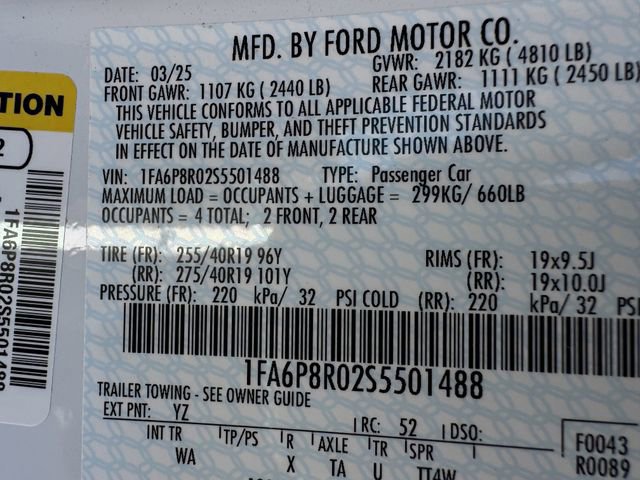 MFD. BY FORD MOTOR CO.
DATE: 03/25
GVWR: 2182 KG ( 4810 LB)
FRONT GAWR: 1107 KG ( 2440 LB)
REAR GAWR: 1111 KG ( 2450 LB)
THIS VEHICLE CONFORMS TO ALL APPLICABLE FEDERAL MOTOR
VEHICLE SAFETY, BUMPER, AND THEFT PREVENTION STANDARDS
IN EFFECT ON THE DATE OF MANUFACTURE SHOWN ABOVE.
VIN: 1FA6P8R02S5501488 TYPE: Passenger Car
MAXIMUM LOAD = OCCUPANTS + LUGGAGE = 299KG/ 660LB
OCCUPANTS = 4 TOTAL; 2 FRONT, 2 REAR
TIRE (FR): 255/40R19 96Y RIMS (FR): 19x9.5J
(RR): 275/40R19 101Y (RR): 19x10.0J
PRESSURE (FR): 220 kPa/ 32 PSI COLD (RR): 220 kPa/ 32 PSI
1FA6P8R02S5501488
TRAILER TOWING - SEE OWNER GUIDE
EXT PNT: YZ RC: 52 DSO:
INT TR TP/PS R AXLE TR SPR
WA X TA U TT4W
F0043
R0089
TION
2
1FA6P8R02S5501488